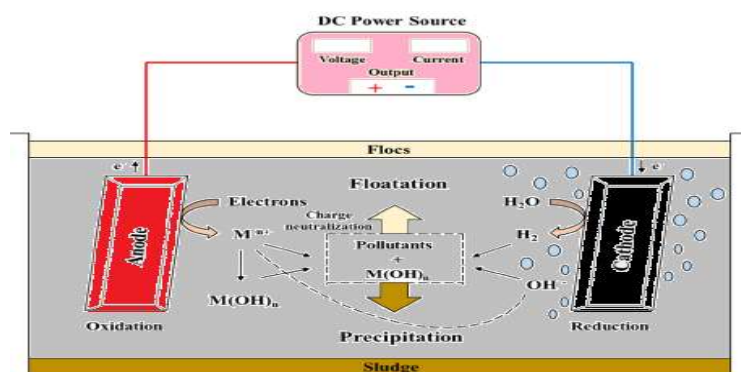 DC Power Source
Voltage Current
Output
+ -
Flocs
e⁻ ↑
↓ e⁻
Electrons
Floatation
H₂O
Charge
neutralization
Mⁿ⁺
Pollutants
+
M(OH)ₙ
H₂
Anode
Cathode
M(OH)ₙ
OH⁻
Oxidation
Precipitation
Reduction
Sludge